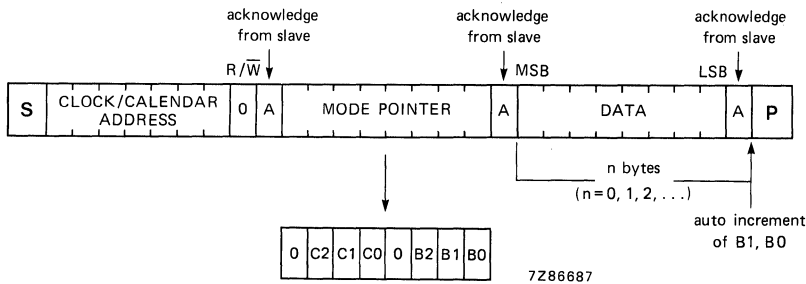 acknowledge
from slave
acknowledge
from slave
acknowledge
from slave
R/W̅
MSB
LSB
S
CLOCK/CALENDAR
ADDRESS
0
A
MODE POINTER
A
DATA
A
P
n bytes
(n=0, 1, 2, . . .)
auto increment
of B1, B0
0 C2 C1 C0 0 B2 B1 B0
7Z86687